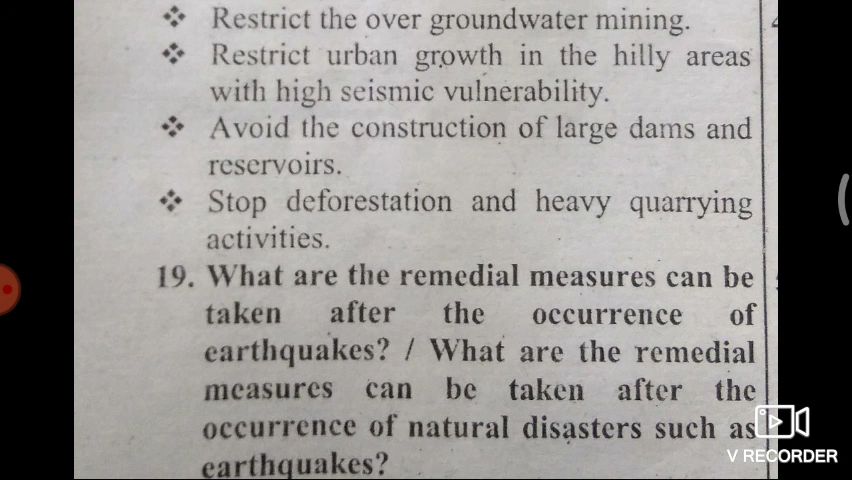 ❖ Restrict the over groundwater mining.
❖ Restrict urban growth in the hilly areas
with high seismic vulnerability.
❖ Avoid the construction of large dams and
reservoirs.
❖ Stop deforestation and heavy quarrying
activities.
19. What are the remedial measures can be
taken after the occurrence of
earthquakes? / What are the remedial
measures can be taken after the
occurrence of natural disasters such as
earthquakes?
V RECORDER